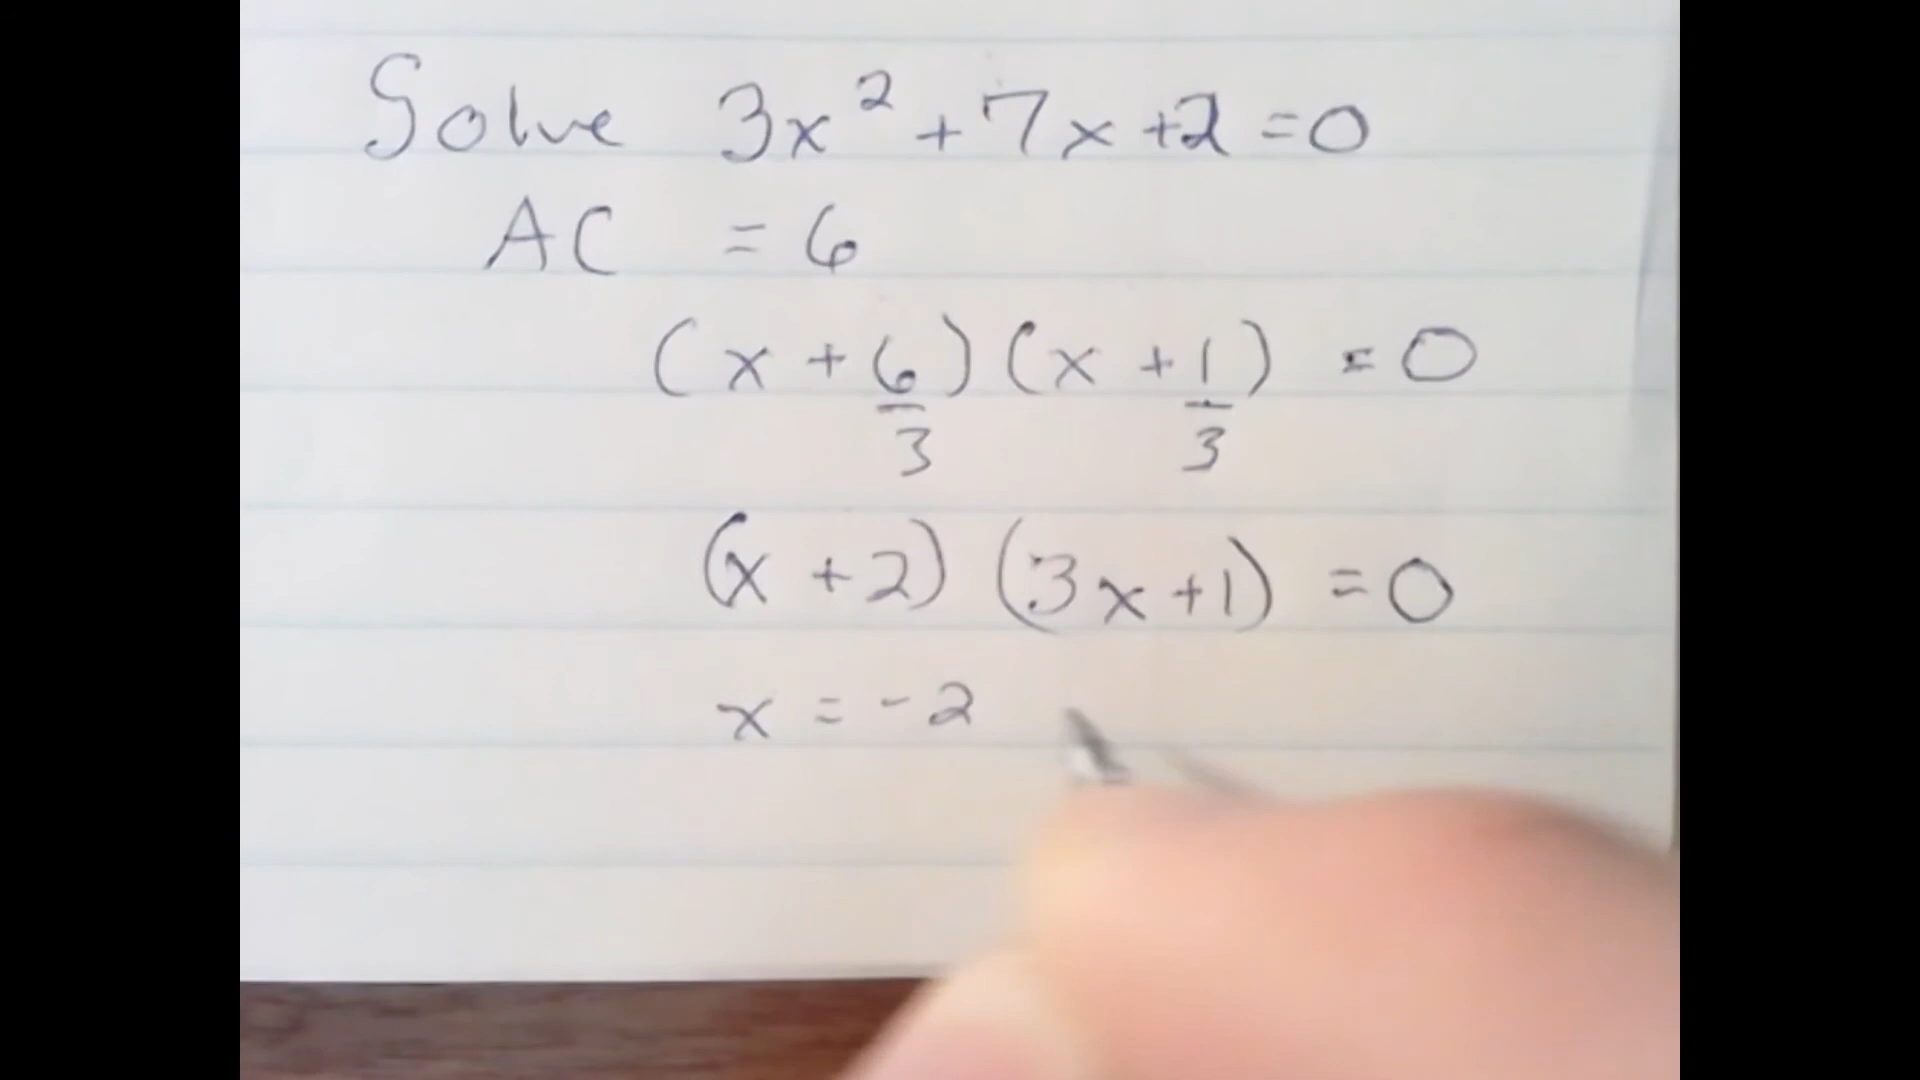 Solve 3x² + 7x + 2 = 0
AC = 6
(x + 6/3) (x + 1/3) = 0
(x + 2) (3x + 1) = 0
x = -2